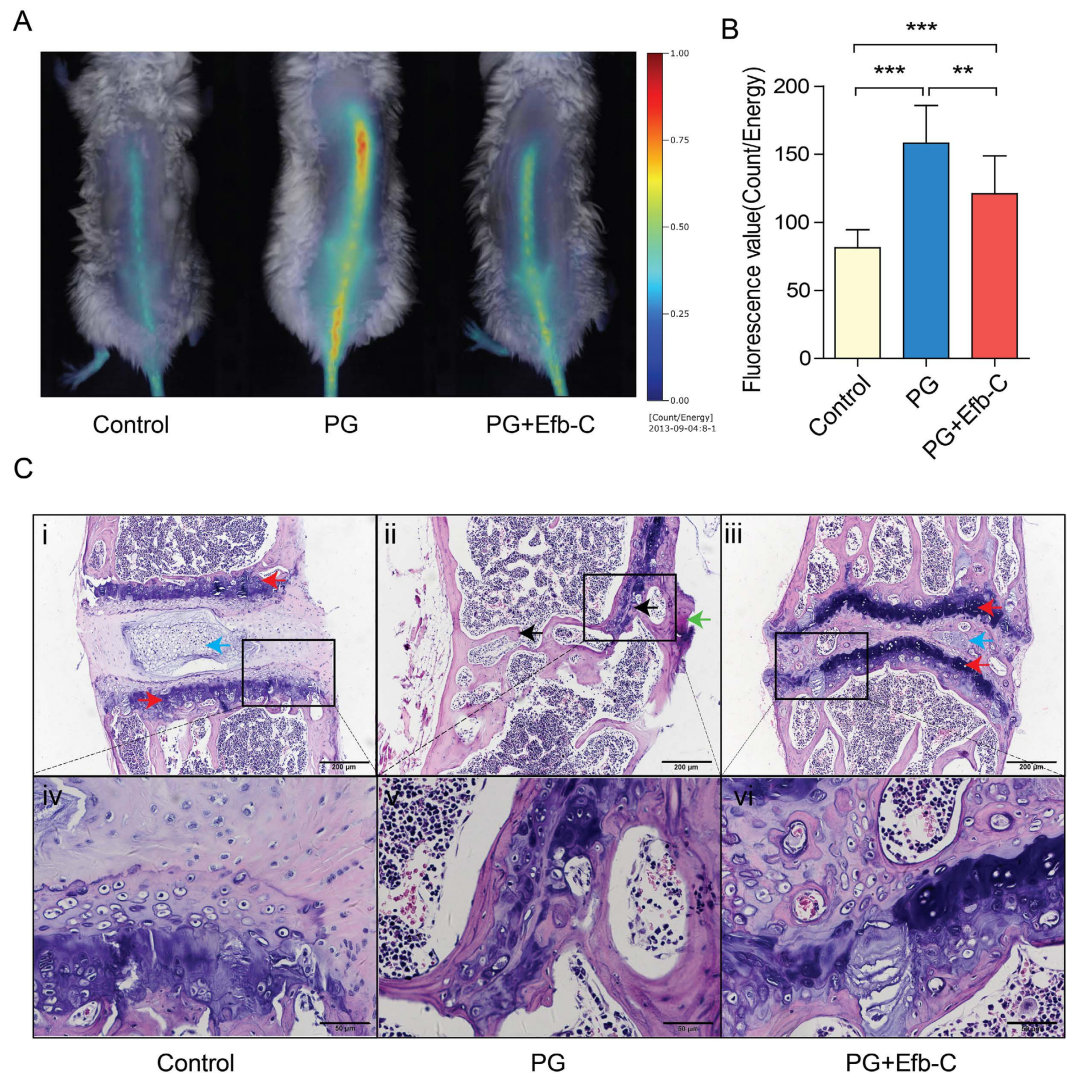 A
1.00
0.75
0.50
0.25
0.00
[Count/Energy]
2013-09-04:8-1
Control
PG
PG+Efb-C
B
***
***
**
Fluorescence value(Count/Energy)
200
150
100
50
0
Control
PG
PG+Efb-C
C
i
ii
iii
200 μm
200 μm
200 μm
iv
v
vi
50 μm
50 μm
Control
PG
PG+Efb-C